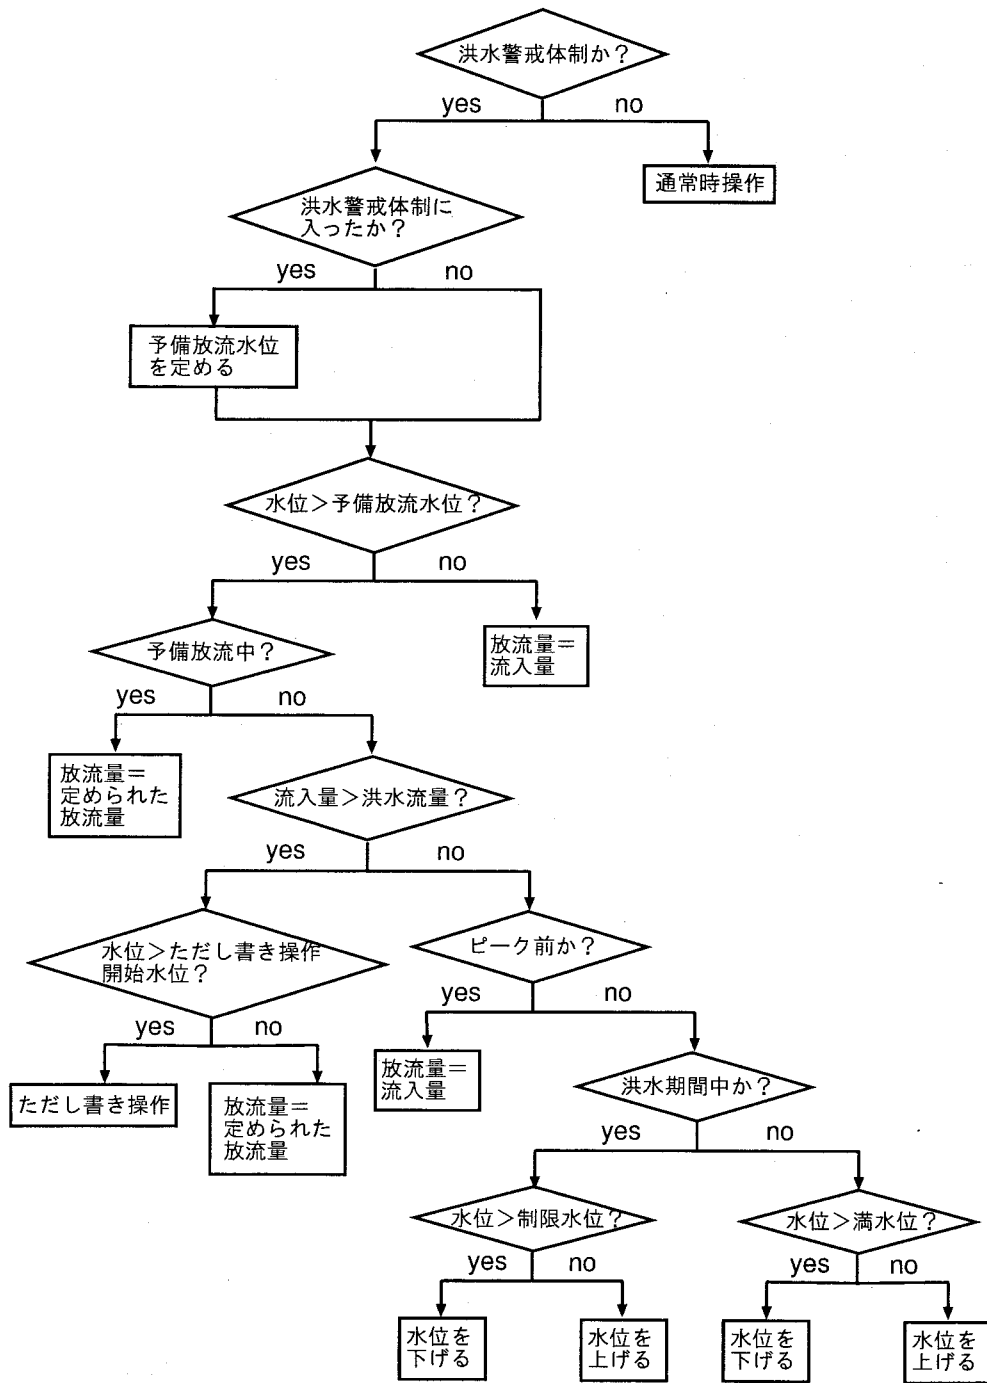 洪水警戒体制か？
yes
no
通常時操作
洪水警戒体制に
入ったか？
yes
no
予備放流水位
を定める
水位＞予備放流水位？
yes
no
予備放流中？
放流量＝
流入量
yes
no
放流量＝
定められた
放流量
流入量＞洪水流量？
yes
no
水位＞ただし書き操作
開始水位？
ピーク前か？
yes
no
yes
no
ただし書き操作
放流量＝
定められた
放流量
放流量＝
流入量
洪水期間中か？
yes
no
水位＞制限水位？
水位＞満水位？
yes
no
yes
no
水位を
下げる
水位を
上げる
水位を
下げる
水位を
上げる